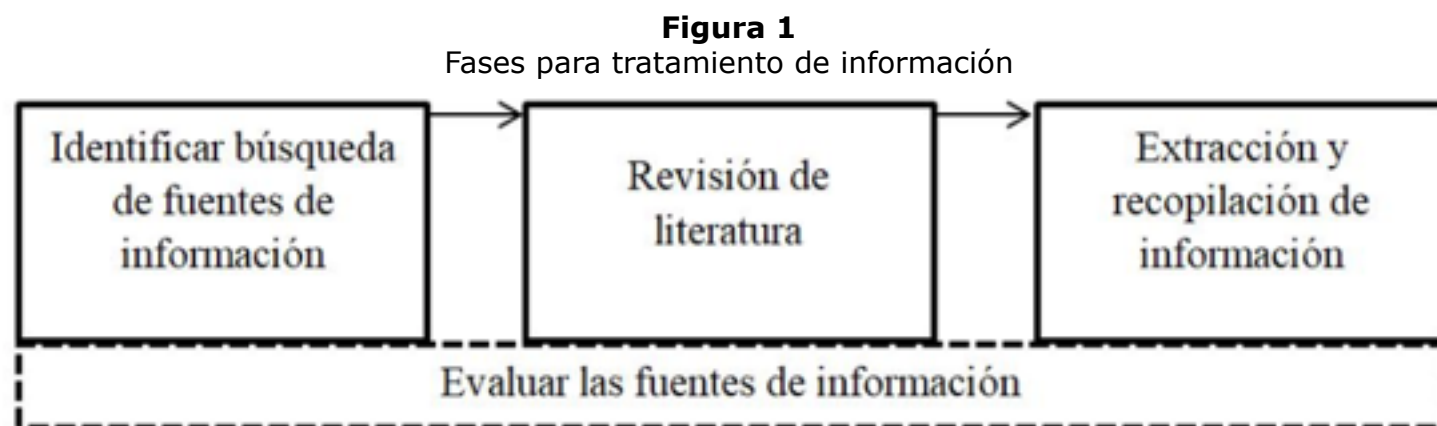 Figura 1
Fases para tratamiento de información
Identificar búsqueda
de fuentes de
información
Revisión de
literatura
Extracción y
recopilación de
información
Evaluar las fuentes de información